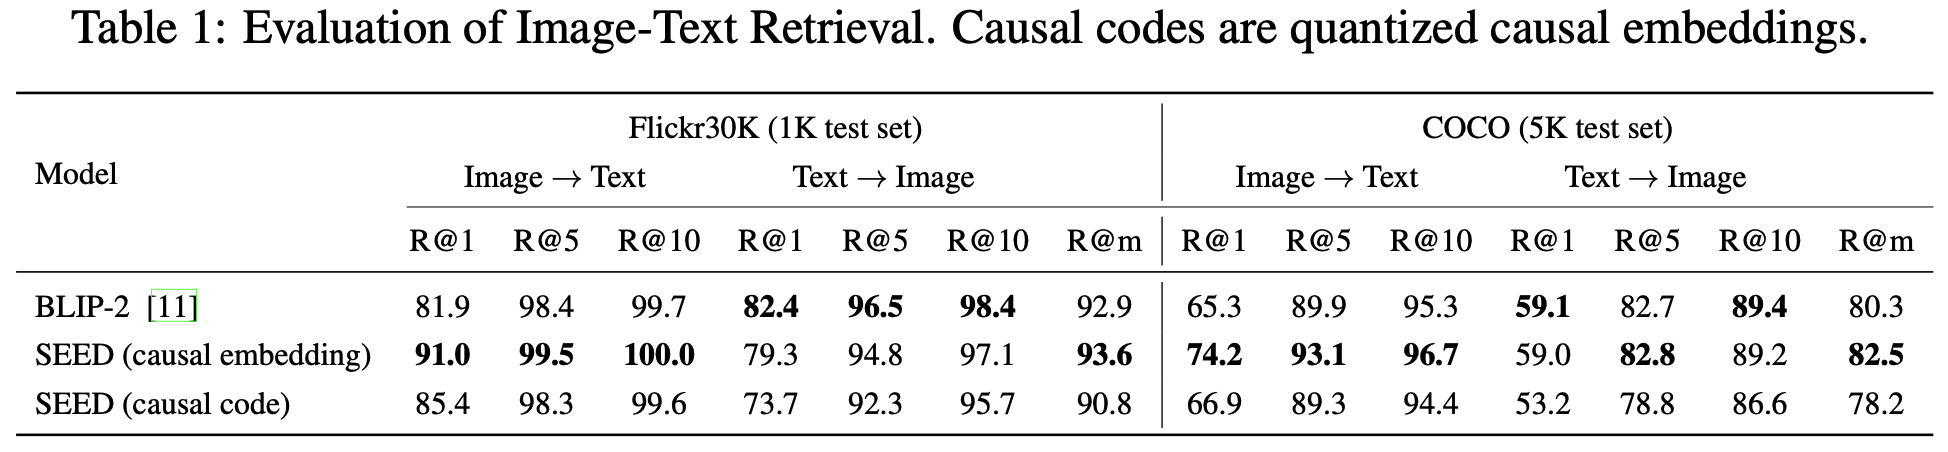 Table 1: Evaluation of Image-Text Retrieval. Causal codes are quantized causal embeddings.
Flickr30K (1K test set) COCO (5K test set)
Model Image → Text Text → Image Image → Text Text → Image
R@1 R@5 R@10 R@1 R@5 R@10 R@m R@1 R@5 R@10 R@1 R@5 R@10 R@m
BLIP-2 [11] 81.9 98.4 99.7 82.4 96.5 98.4 92.9 65.3 89.9 95.3 59.1 82.7 89.4 80.3
SEED (causal embedding) 91.0 99.5 100.0 79.3 94.8 97.1 93.6 74.2 93.1 96.7 59.0 82.8 89.2 82.5
SEED (causal code) 85.4 98.3 99.6 73.7 92.3 95.7 90.8 66.9 89.3 94.4 53.2 78.8 86.6 78.2